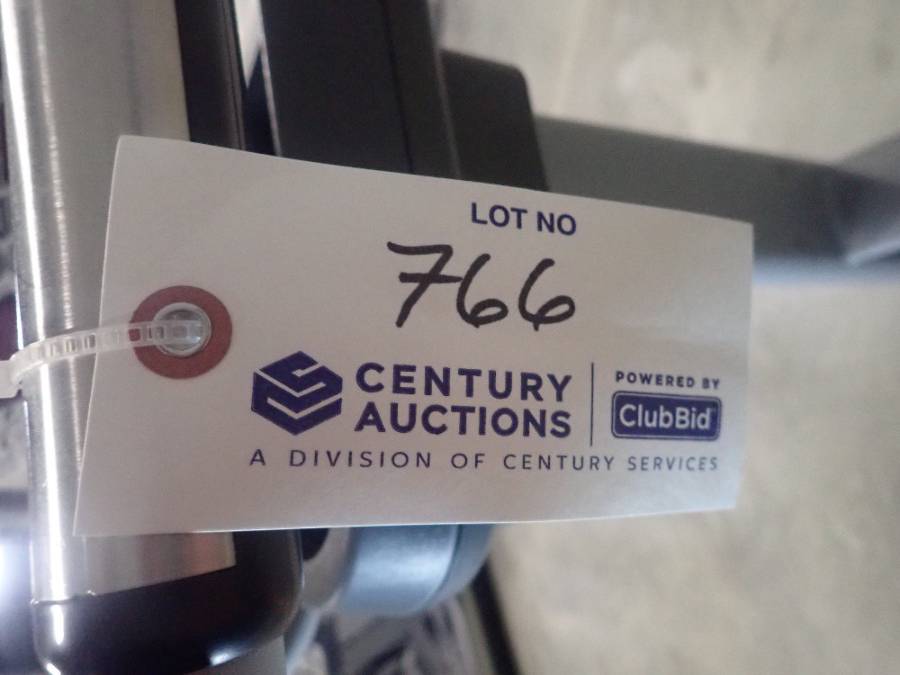 LOT NO
766
CENTURY
AUCTIONS
POWERED BY
ClubBid
A DIVISION OF CENTURY SERVICES